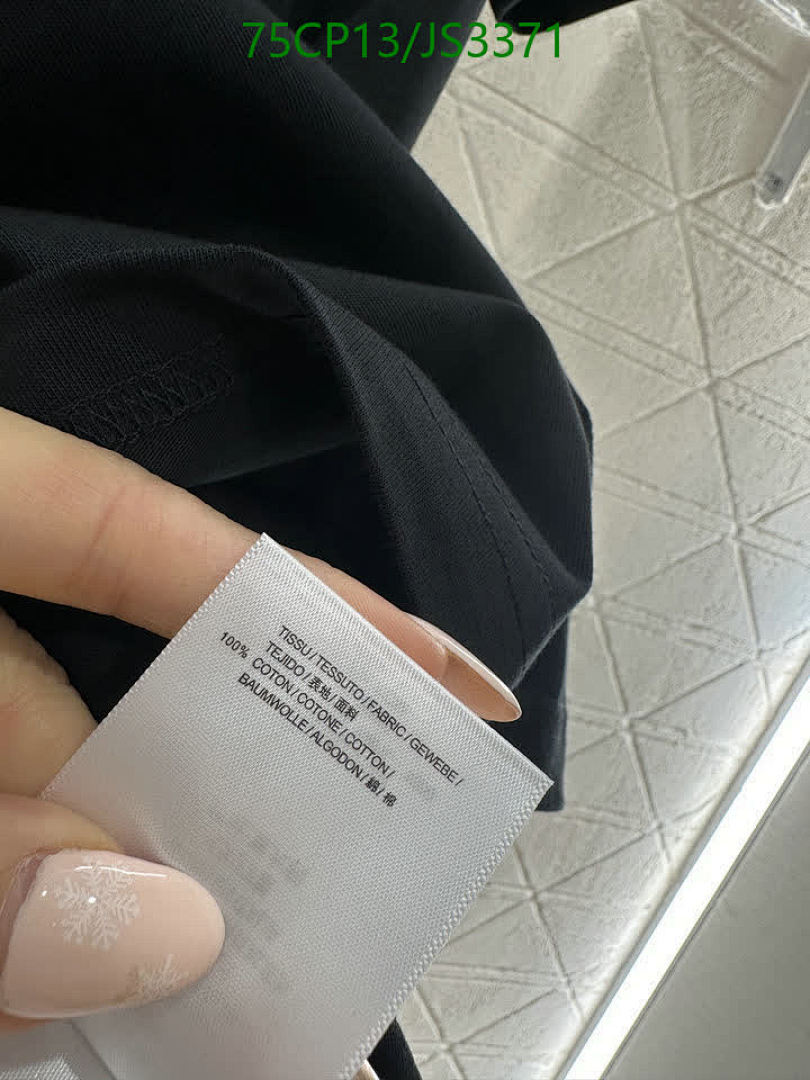 75CP13/JS3371
TISSU / TESSUTO / FABRIC / GEWEBE /
TEJIDO / 表地 / 面料
100% COTON / COTONE / COTTON /
BAUMWOLLE / ALGODON / 綿 / 棉